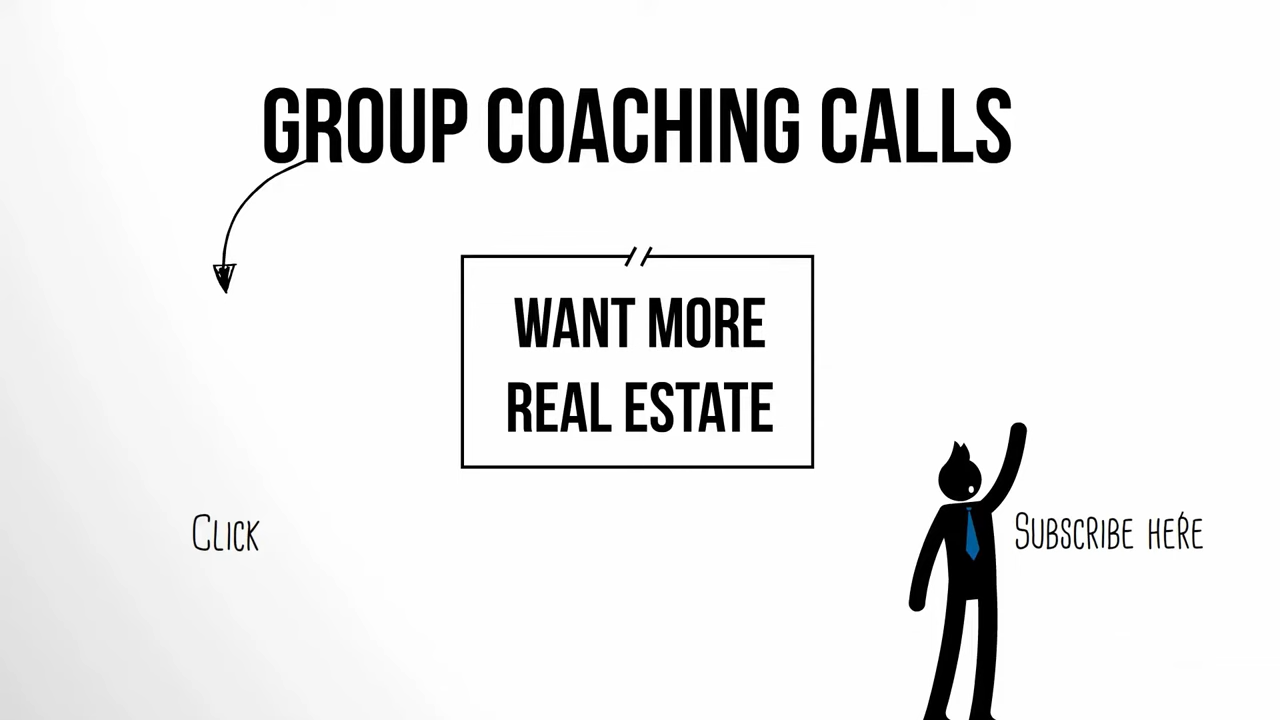 GROUP COACHING CALLS
WANT MORE
REAL ESTATE
Click
Subscribe here